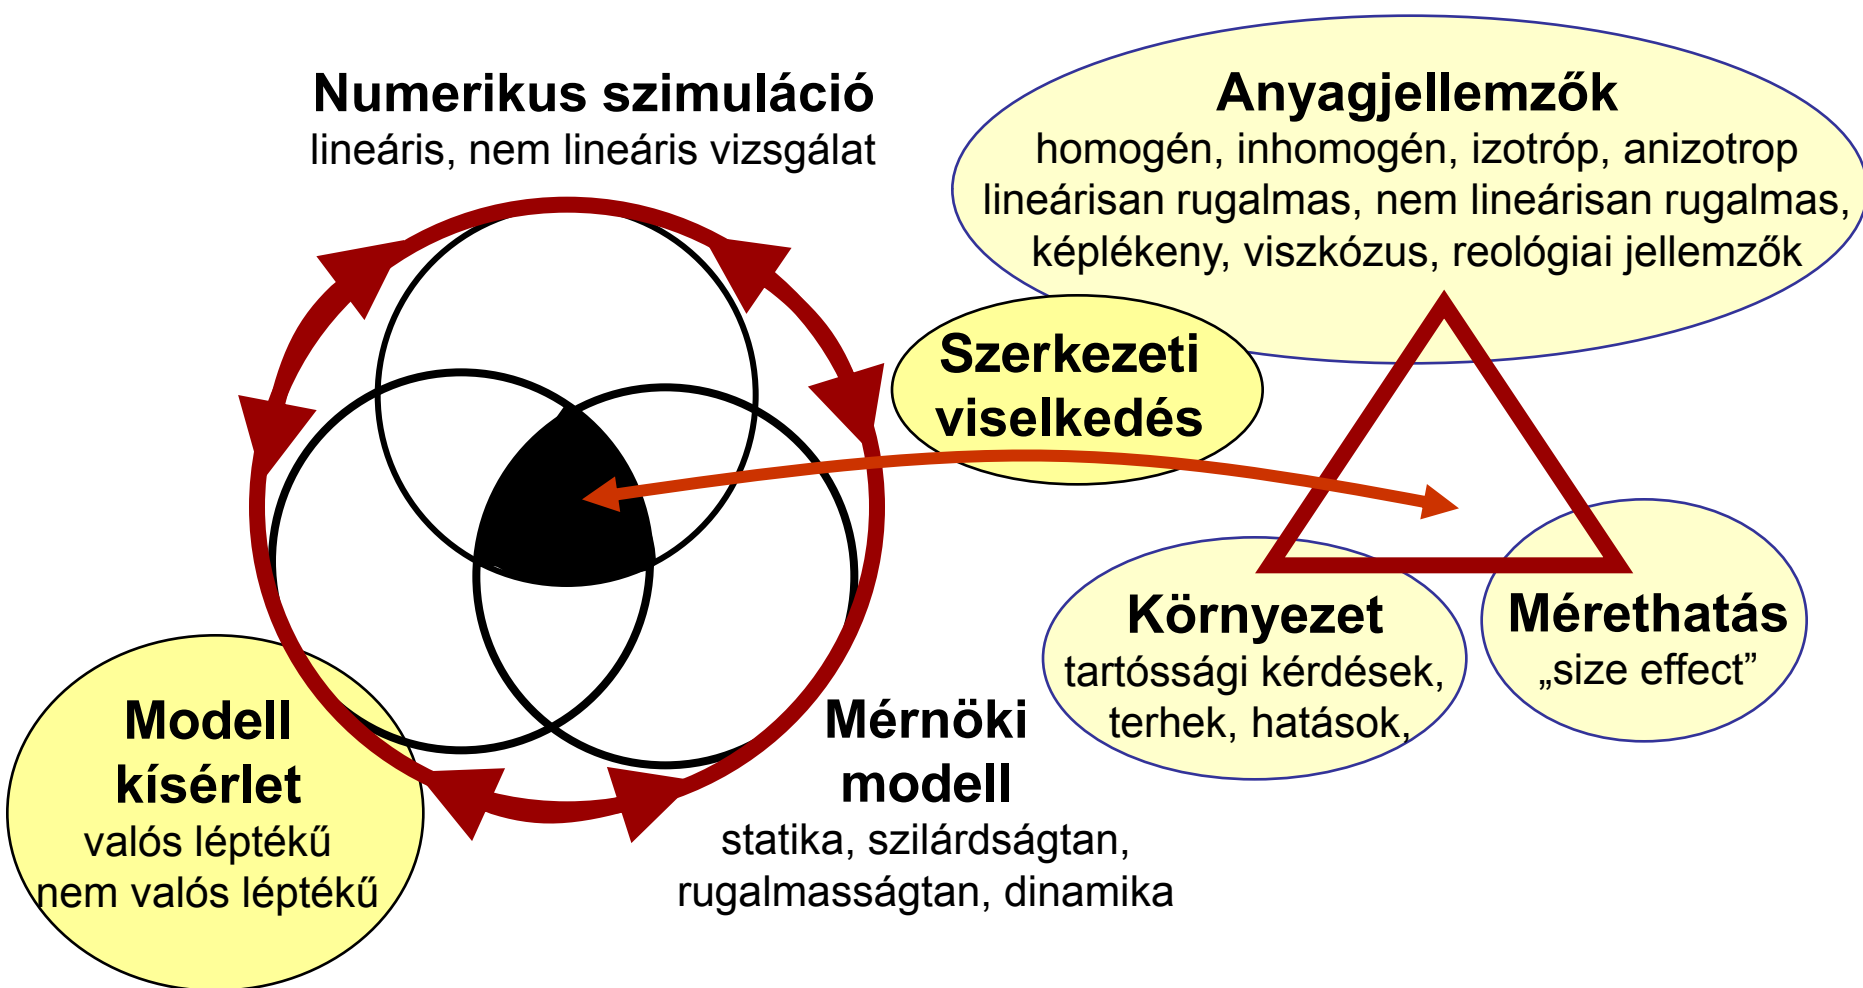 Numerikus szimuláció
lineáris, nem lineáris vizsgálat
Anyagjellemzők
homogén, inhomogén, izotróp, anizotrop
lineárisan rugalmas, nem lineárisan rugalmas,
képlékeny, viszkózus, reológiai jellemzők
Szerkezeti
viselkedés
Környezet
tartóssági kérdések,
terhek, hatások,
Mérethatás
„size effect”
Modell
kísérlet
valós léptékű
nem valós léptékű
Mérnöki
modell
statika, szilárdságtan,
rugalmasságtan, dinamika